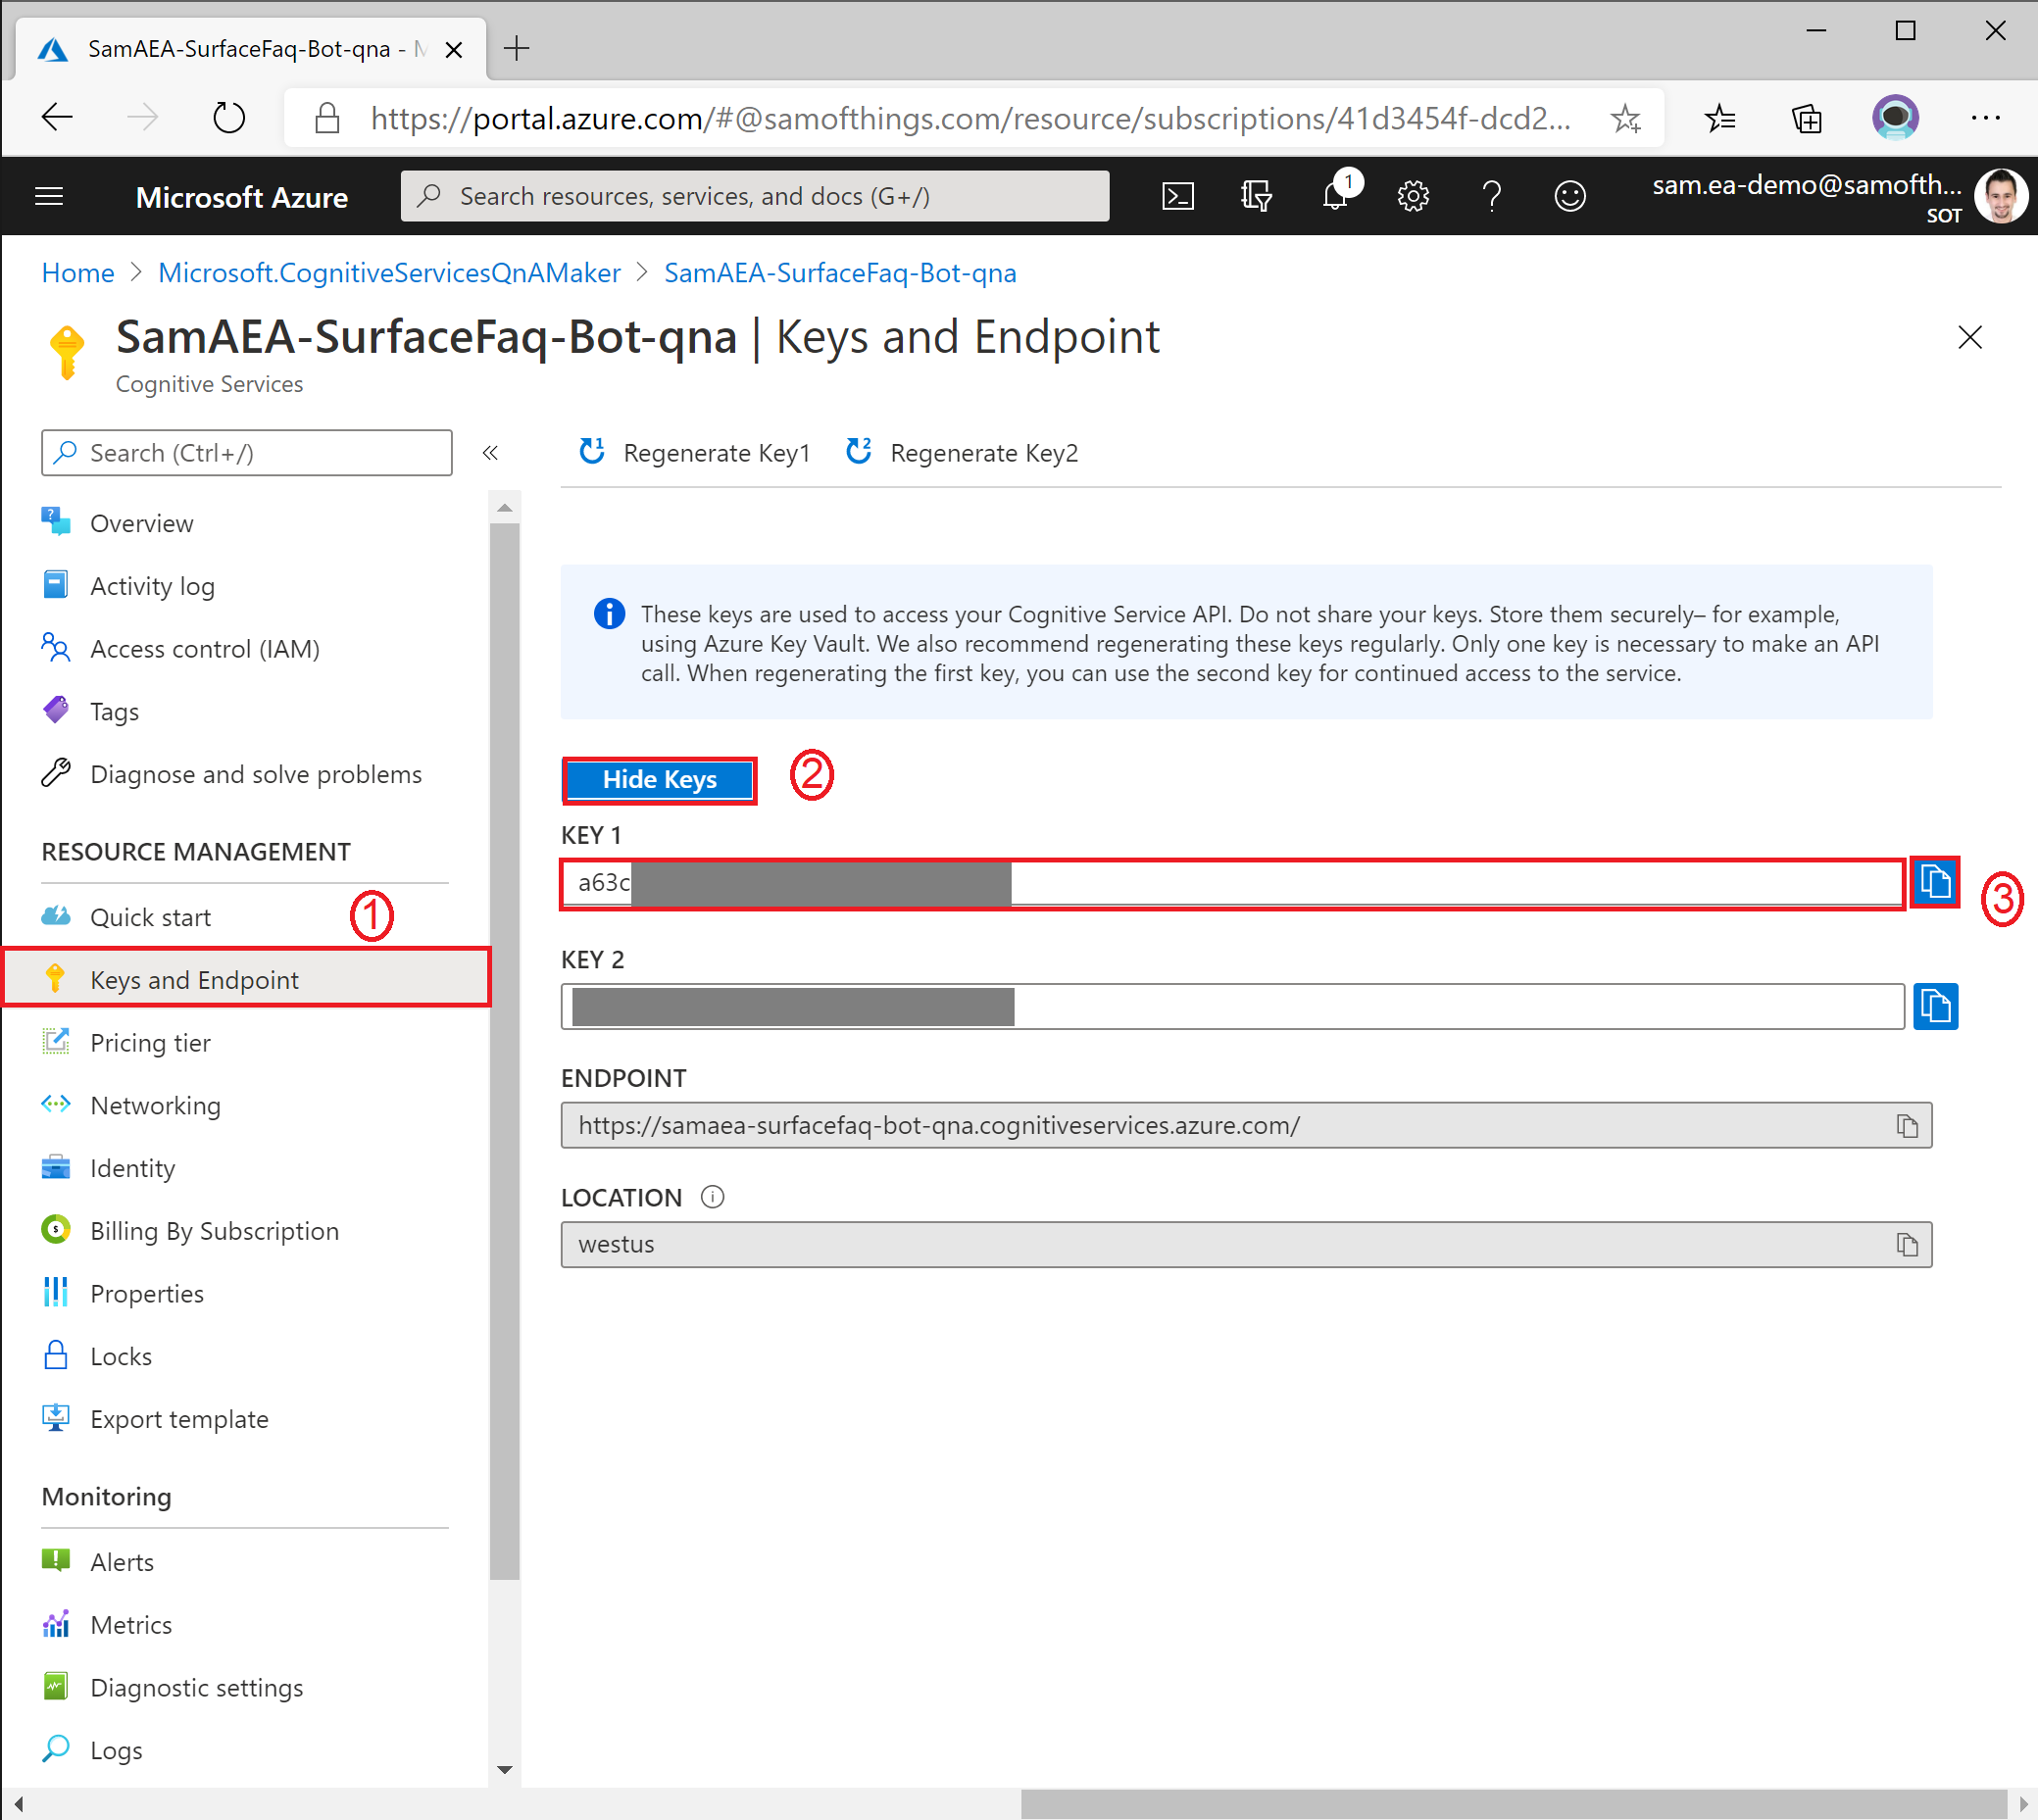 SamAEA-SurfaceFaq-Bot-qna -
https://portal.azure.com/#@samofthings.com/resource/subscriptions/41d3454f-dcd2...
Microsoft Azure
Search resources, services, and docs (G+/)
1
sam.ea-demo@samofth...
SOT
Home > Microsoft.CognitiveServicesQnAMaker > SamAEA-SurfaceFaq-Bot-qna
SamAEA-SurfaceFaq-Bot-qna | Keys and Endpoint
Cognitive Services
Search (Ctrl+/)
«
Overview
Activity log
Access control (IAM)
Tags
Diagnose and solve problems
RESOURCE MANAGEMENT
Quick start
1
Keys and Endpoint
Pricing tier
Networking
Identity
Billing By Subscription
Properties
Locks
Export template
Monitoring
Alerts
Metrics
Diagnostic settings
Logs
1 Regenerate Key1
2 Regenerate Key2
These keys are used to access your Cognitive Service API. Do not share your keys. Store them securely– for example,
using Azure Key Vault. We also recommend regenerating these keys regularly. Only one key is necessary to make an API
call. When regenerating the first key, you can use the second key for continued access to the service.
Hide Keys
2
KEY 1
a63c
3
KEY 2
ENDPOINT
https://samaea-surfacefaq-bot-qna.cognitiveservices.azure.com/
LOCATION
westus